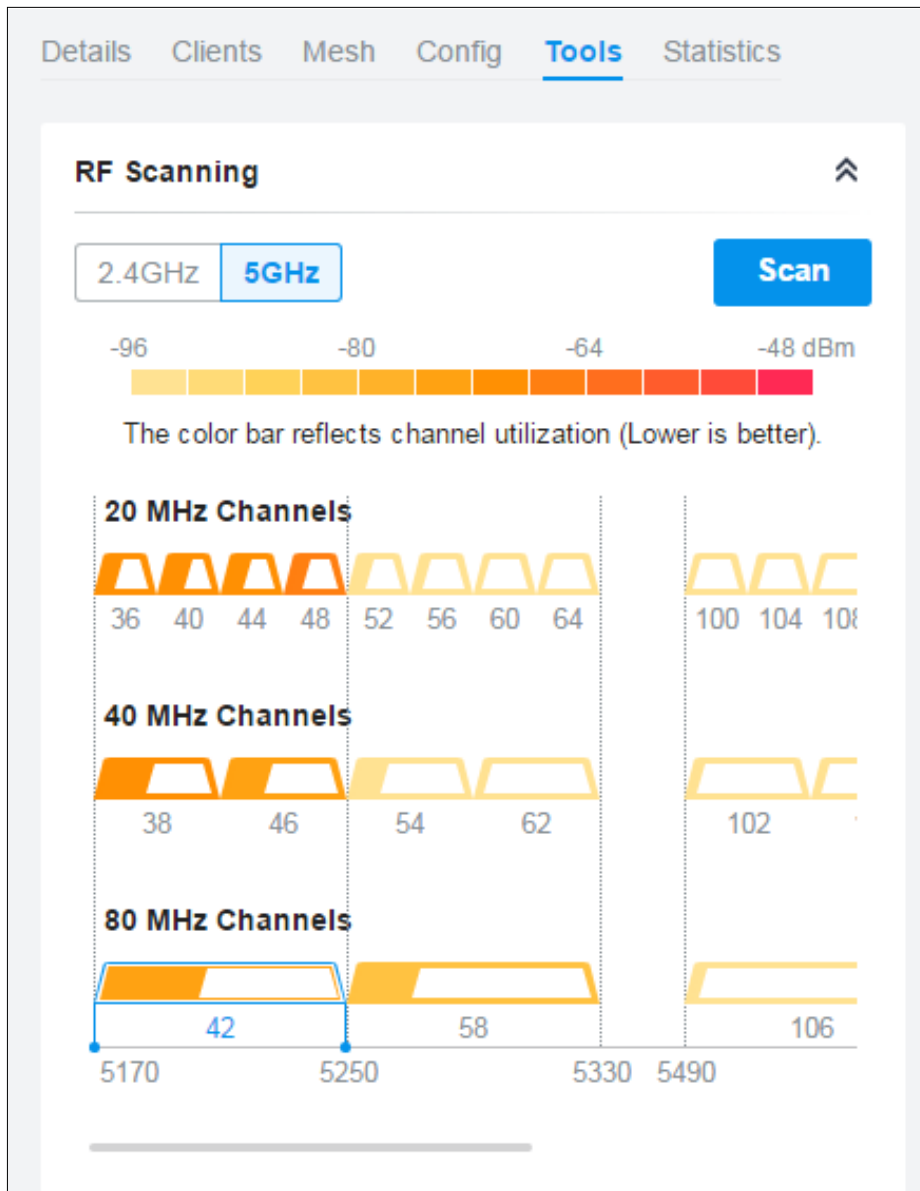 Details Clients Mesh Config Tools Statistics
RF Scanning
2.4GHz 5GHz Scan
-96 -80 -64 -48 dBm
The color bar reflects channel utilization (Lower is better).
20 MHz Channels
36 40 44 48 52 56 60 64 100 104 108
40 MHz Channels
38 46 54 62 102
80 MHz Channels
42 58 106
5170 5250 5330 5490